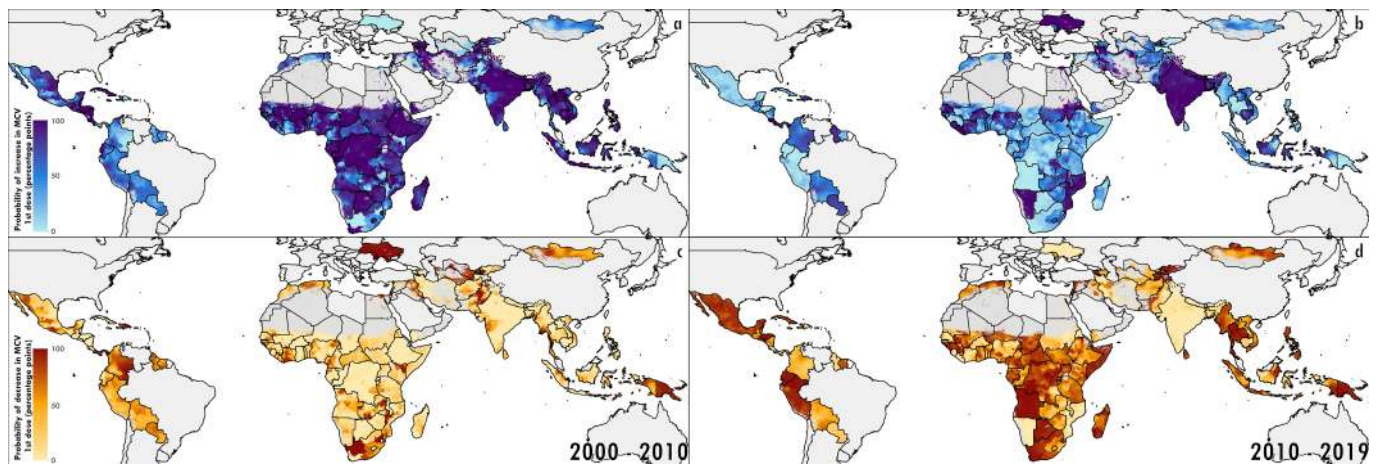 a
b
Probability of increase in MCV
1st dose (percentage points)
100
50
0
c
d
Probability of decrease in MCV
1st dose (percentage points)
100
50
0
2000 - 2010
2010 - 2019